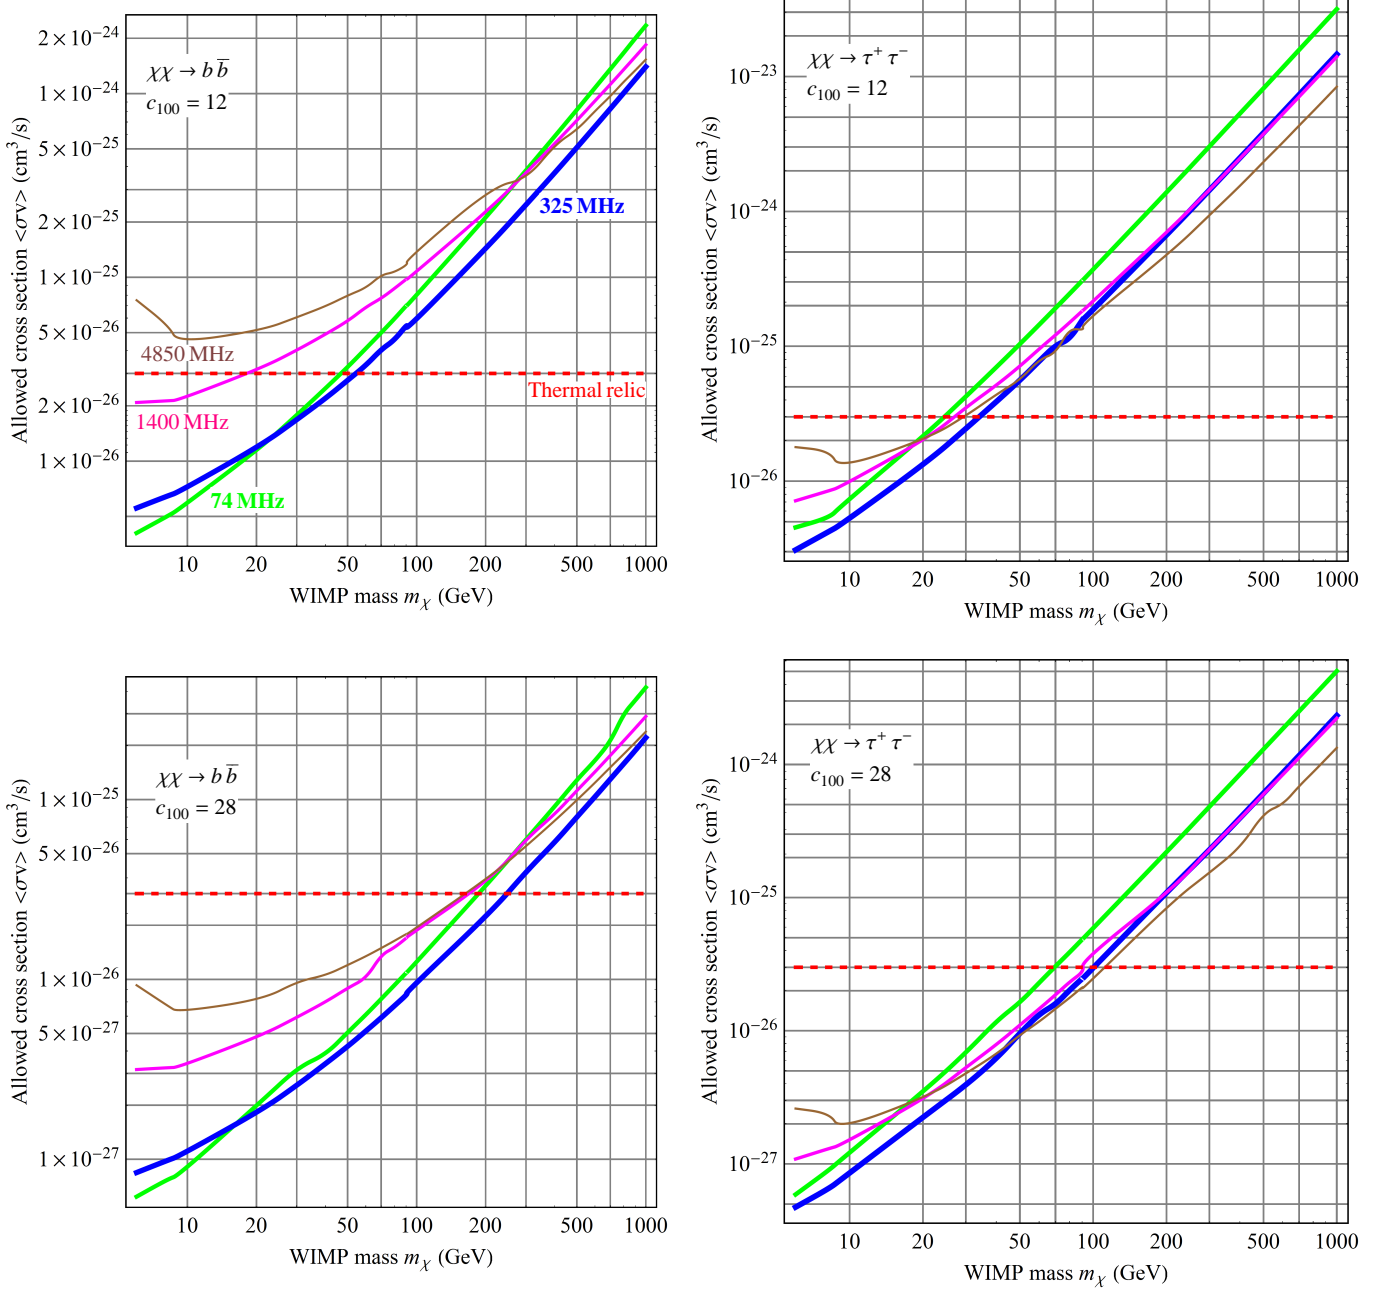 2×10⁻²⁴
1×10⁻²⁴
5×10⁻²⁵
2×10⁻²⁵
1×10⁻²⁵
5×10⁻²⁶
2×10⁻²⁶
1×10⁻²⁶
Allowed cross section <σv> (cm³/s)
χχ → b b̅
c₁₀₀ = 12
325 MHz
4850 MHz
Thermal relic
1400 MHz
74 MHz
10 20 50 100 200 500 1000
WIMP mass mᵪ (GeV)
10⁻²³
10⁻²⁴
10⁻²⁵
10⁻²⁶
Allowed cross section <σv> (cm³/s)
χχ → τ⁺ τ⁻
c₁₀₀ = 12
10 20 50 100 200 500 1000
WIMP mass mᵪ (GeV)
1×10⁻²⁵
5×10⁻²⁶
1×10⁻²⁶
5×10⁻²⁷
1×10⁻²⁷
Allowed cross section <σv> (cm³/s)
χχ → b b̅
c₁₀₀ = 28
10 20 50 100 200 500 1000
WIMP mass mᵪ (GeV)
10⁻²⁴
10⁻²⁵
10⁻²⁶
10⁻²⁷
Allowed cross section <σv> (cm³/s)
χχ → τ⁺ τ⁻
c₁₀₀ = 28
10 20 50 100 200 500 1000
WIMP mass mᵪ (GeV)